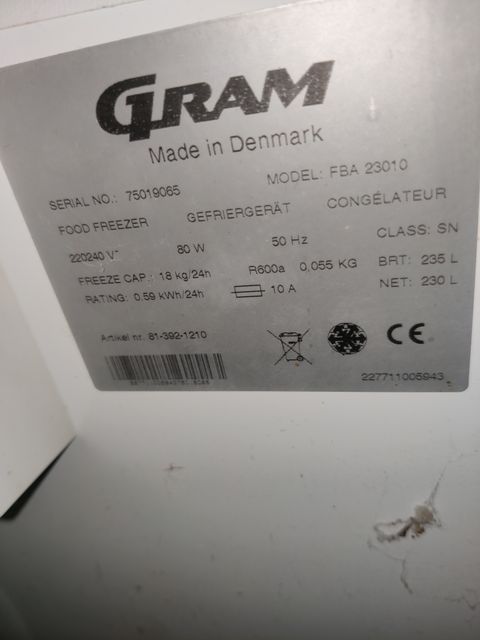 GRAM
Made in Denmark
SERIAL NO.: 75019065 MODEL: FBA 23010
FOOD FREEZER GEFRIERGERÄT CONGÉLATEUR
220240 V~ 80 W 50 Hz CLASS: SN
FREEZE CAP.: 18 kg/24h R600a 0,055 KG BRT: 235 L
RATING: 0,59 kWh/24h 10 A NET: 230 L
Artikel nr. 81-392-1210
CE
227711005943